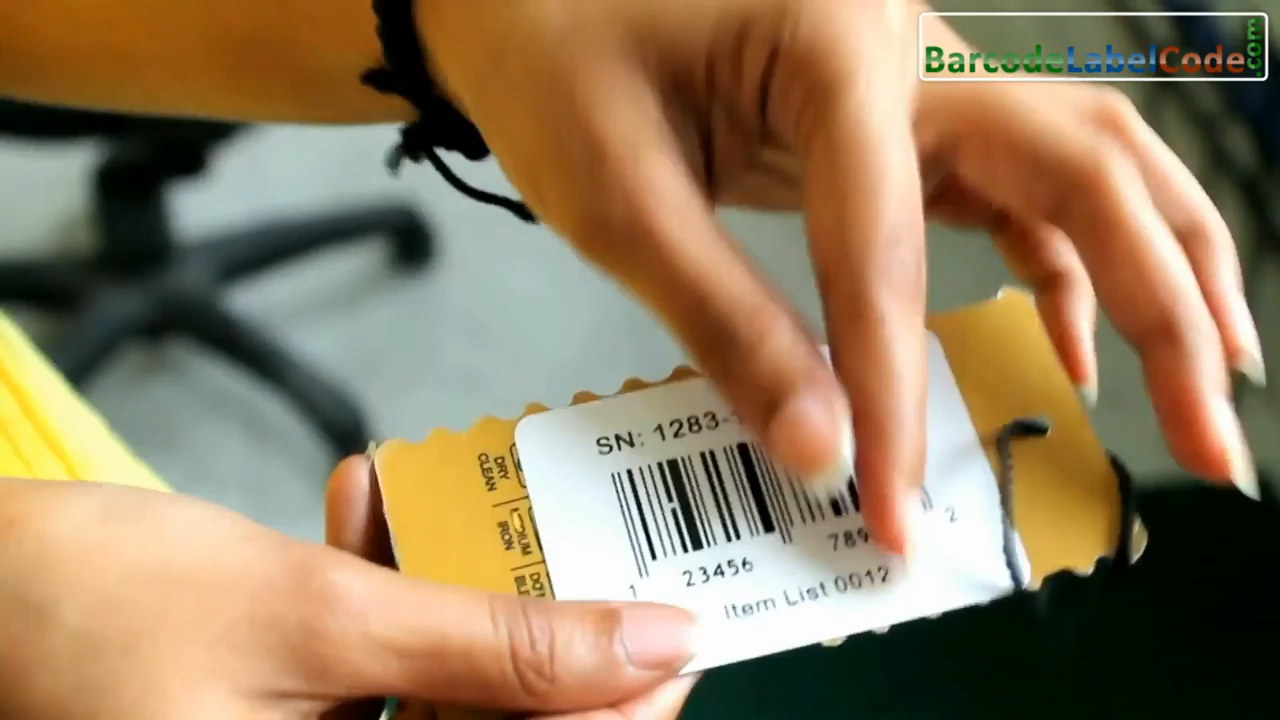 BarcodeLabelCode.com
SN: 1283-
DRY
CLEAN
IRON
1 23456 789 2
Item List 0012